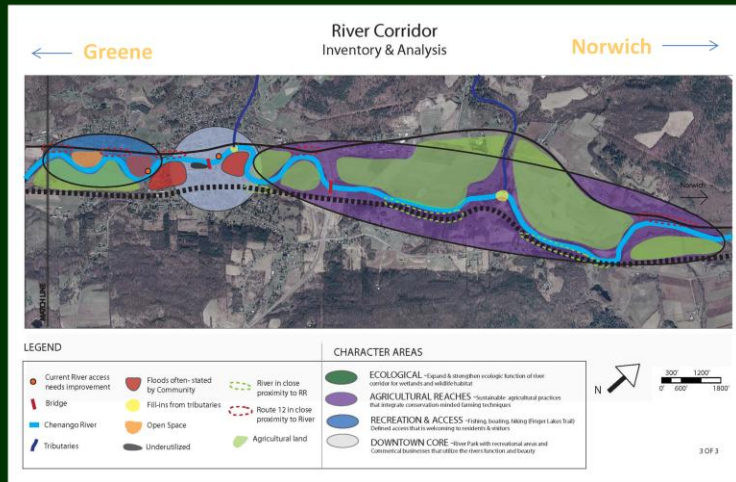 River Corridor
Inventory & Analysis
Greene
Norwich
Norwich
MATCH LINE
LEGEND
Current River access
needs improvement
Bridge
Chenango River
Tributaries
Floods often- stated
by Community
Fill-ins from tributaries
Open Space
Underutilized
River in close
proximity to RR
Route 12 in close
proximity to River
Agricultural land
CHARACTER AREAS
ECOLOGICAL -Expand & strengthen ecologic function of river
corridor for wetlands and wildlife habitat
AGRICULTURAL REACHES -Sustainable agricultural practices
that integrate conservation minded farming techniques
RECREATION & ACCESS -Fishing, boating, hiking (Finger Lakes Trail)
Defined access that is welcoming to residents & visitors
DOWNTOWN CORE -River Park with recreational areas and
Commerical businesses that utilize the rivers function and beauty
N
300' 1200'
0' 600' 1800'
3 OF 3